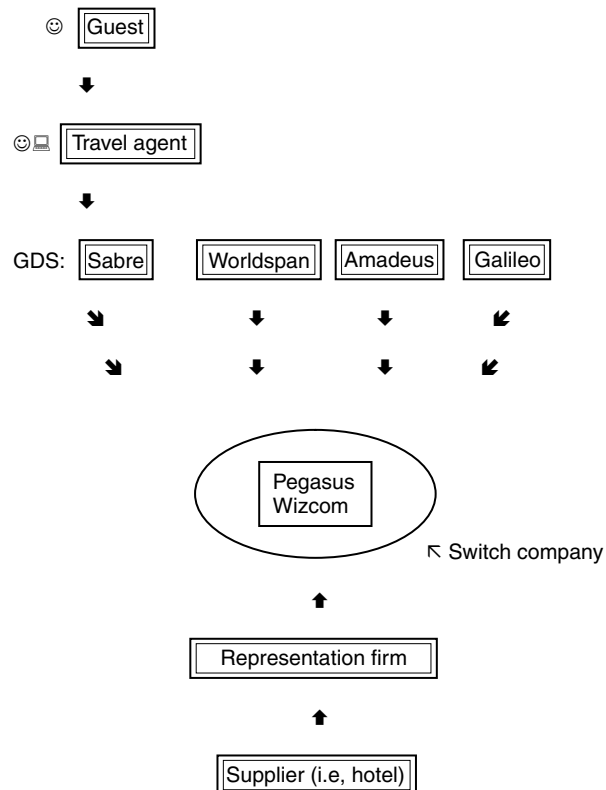 Guest
Travel agent
GDS: Sabre Worldspan Amadeus Galileo
Pegasus
Wizcom
Switch company
Representation firm
Supplier (i.e, hotel)